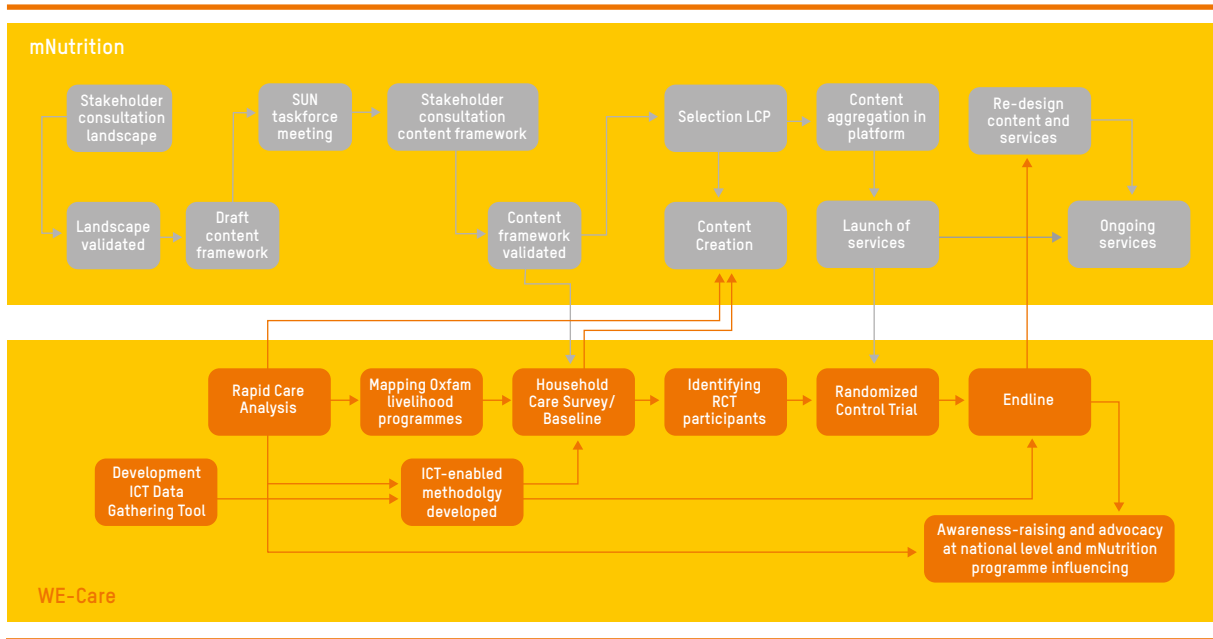 mNutrition
Stakeholder
consultation
landscape
SUN
taskforce
meeting
Stakeholder
consultation
content framework
Selection LCP
Content
aggregation in
platform
Re-design
content and
services
Landscape
validated
Draft
content
framework
Content
framework
validated
Content
Creation
Launch of
services
Ongoing
services
Rapid Care
Analysis
Mapping Oxfam
livelihood
programmes
Household
Care Survey/
Baseline
Identifying
RCT
participants
Randomized
Control Trial
Endline
Development
ICT Data
Gathering Tool
ICT-enabled
methodolgy
developed
Awareness-raising and advocacy
at national level and mNutrition
programme influencing
WE-Care